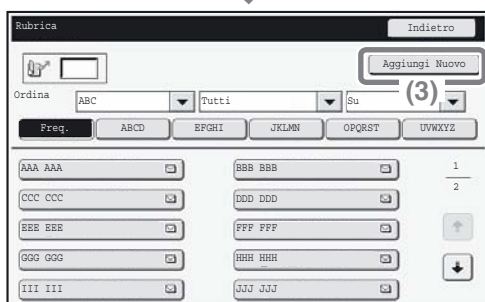 Rubrica Indietro
Aggiungi Nuovo
(3)
Ordina ABC Tutti Su
Freq. ABCD EFGHI JKLMN OPQRST UVWXYZ
AAA AAA BBB BBB 1
2
CCC CCC DDD DDD
EEE EEE FFF FFF
GGG GGG HHH HHH
III III JJJ JJJ